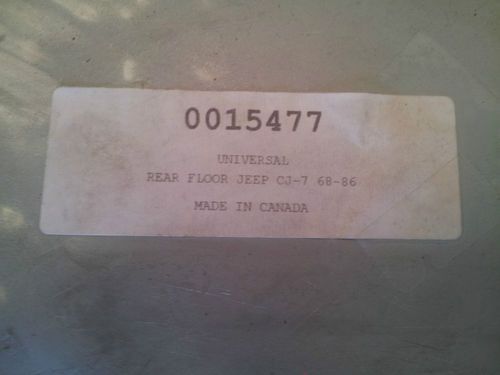 0015477
UNIVERSAL
REAR FLOOR JEEP CJ-7 68-86
MADE IN CANADA